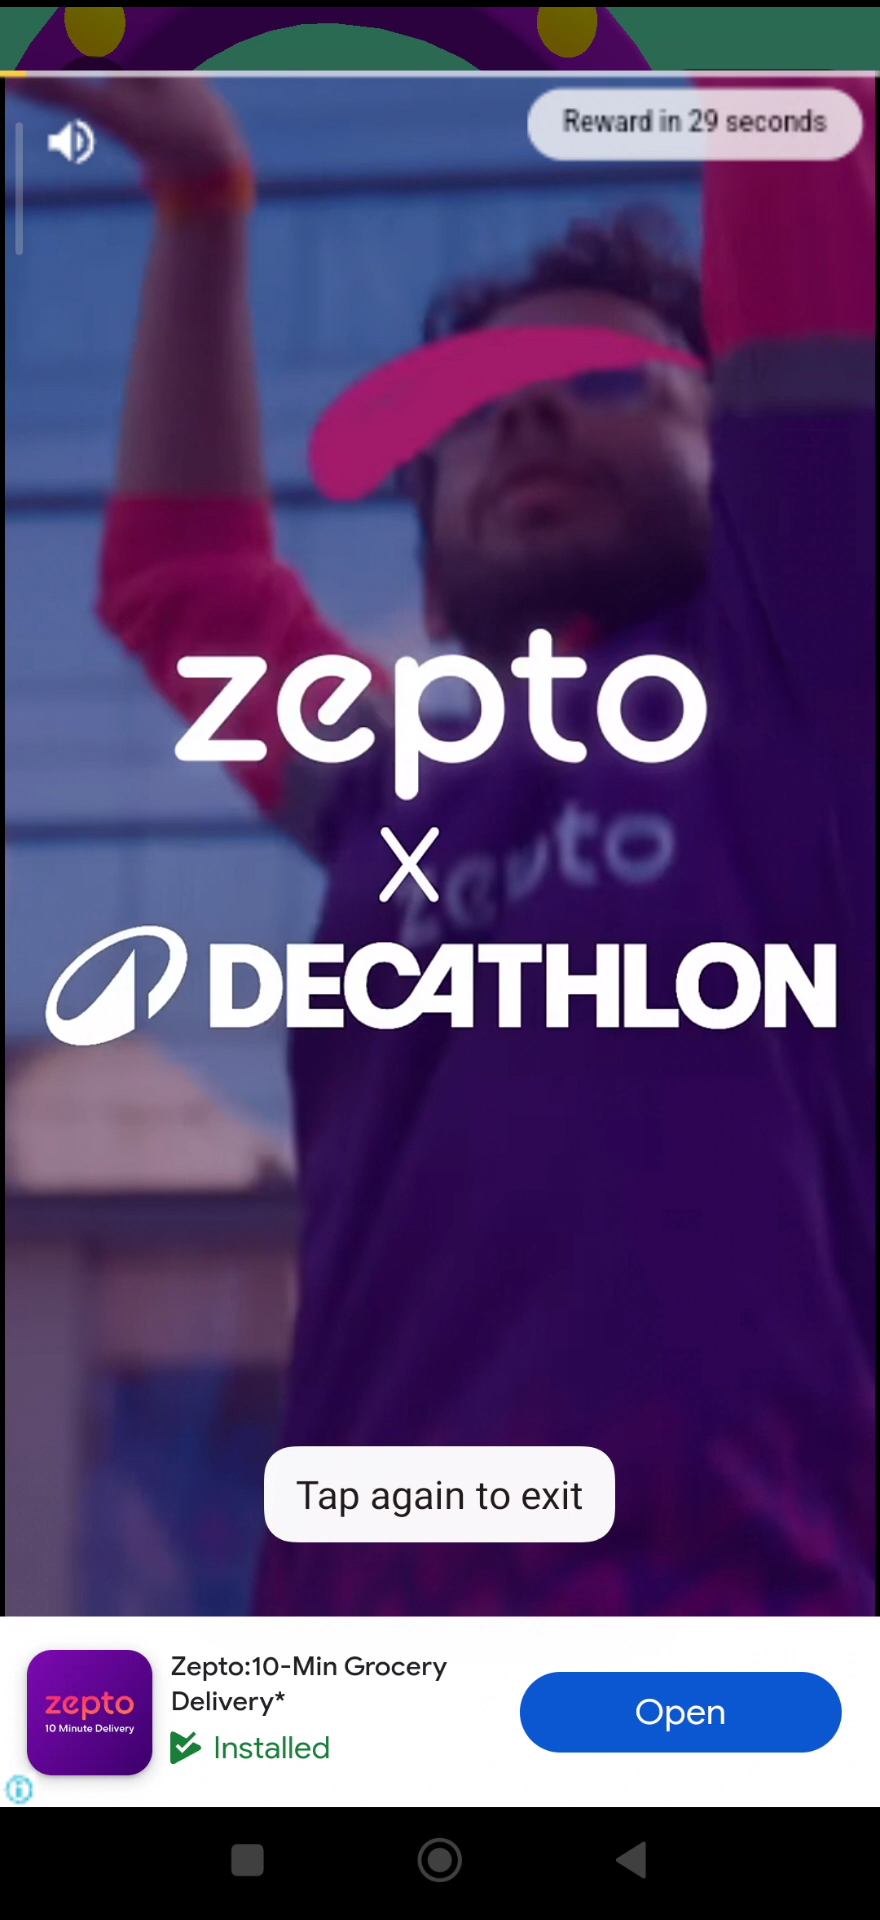 Reward in 29 seconds
zepto
X
zepto
DECATHLON
Tap again to exit
Zepto:10-Min Grocery
Delivery*
Installed
Open
zepto
10 Minute Delivery